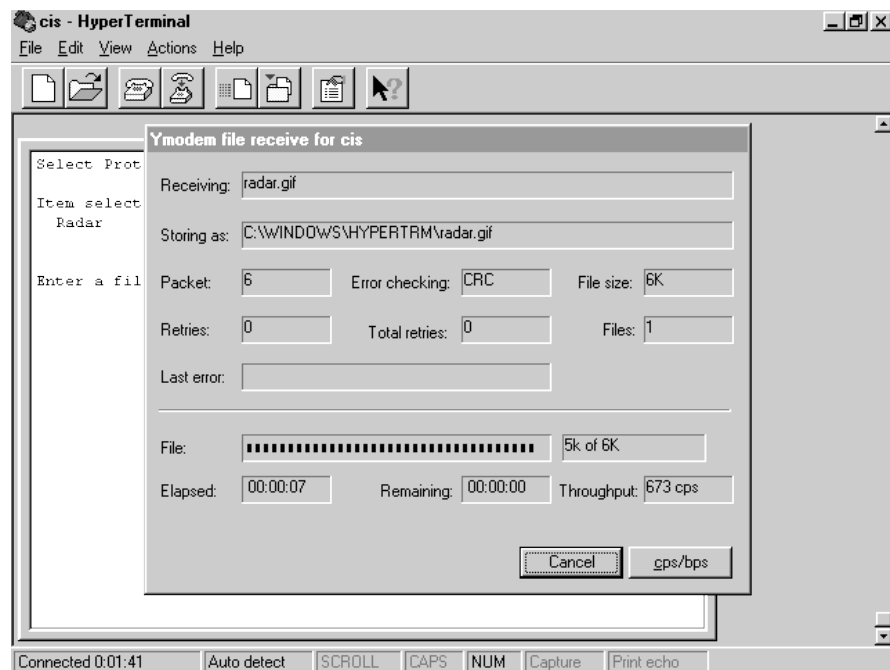 cis - HyperTerminal
File Edit View Actions Help
Ymodem file receive for cis
Select Prot
Item select
Radar
Enter a fil
Receiving: radar.gif
Storing as: C:\WINDOWS\HYPERTRM\radar.gif
Packet: 6 Error checking: CRC File size: 6K
Retries: 0 Total retries: 0 Files: 1
Last error:
File: 5k of 6K
Elapsed: 00:00:07 Remaining: 00:00:00 Throughput: 673 cps
Cancel cps/bps
Connected 0:01:41 Auto detect SCROLL CAPS NUM Capture Print echo